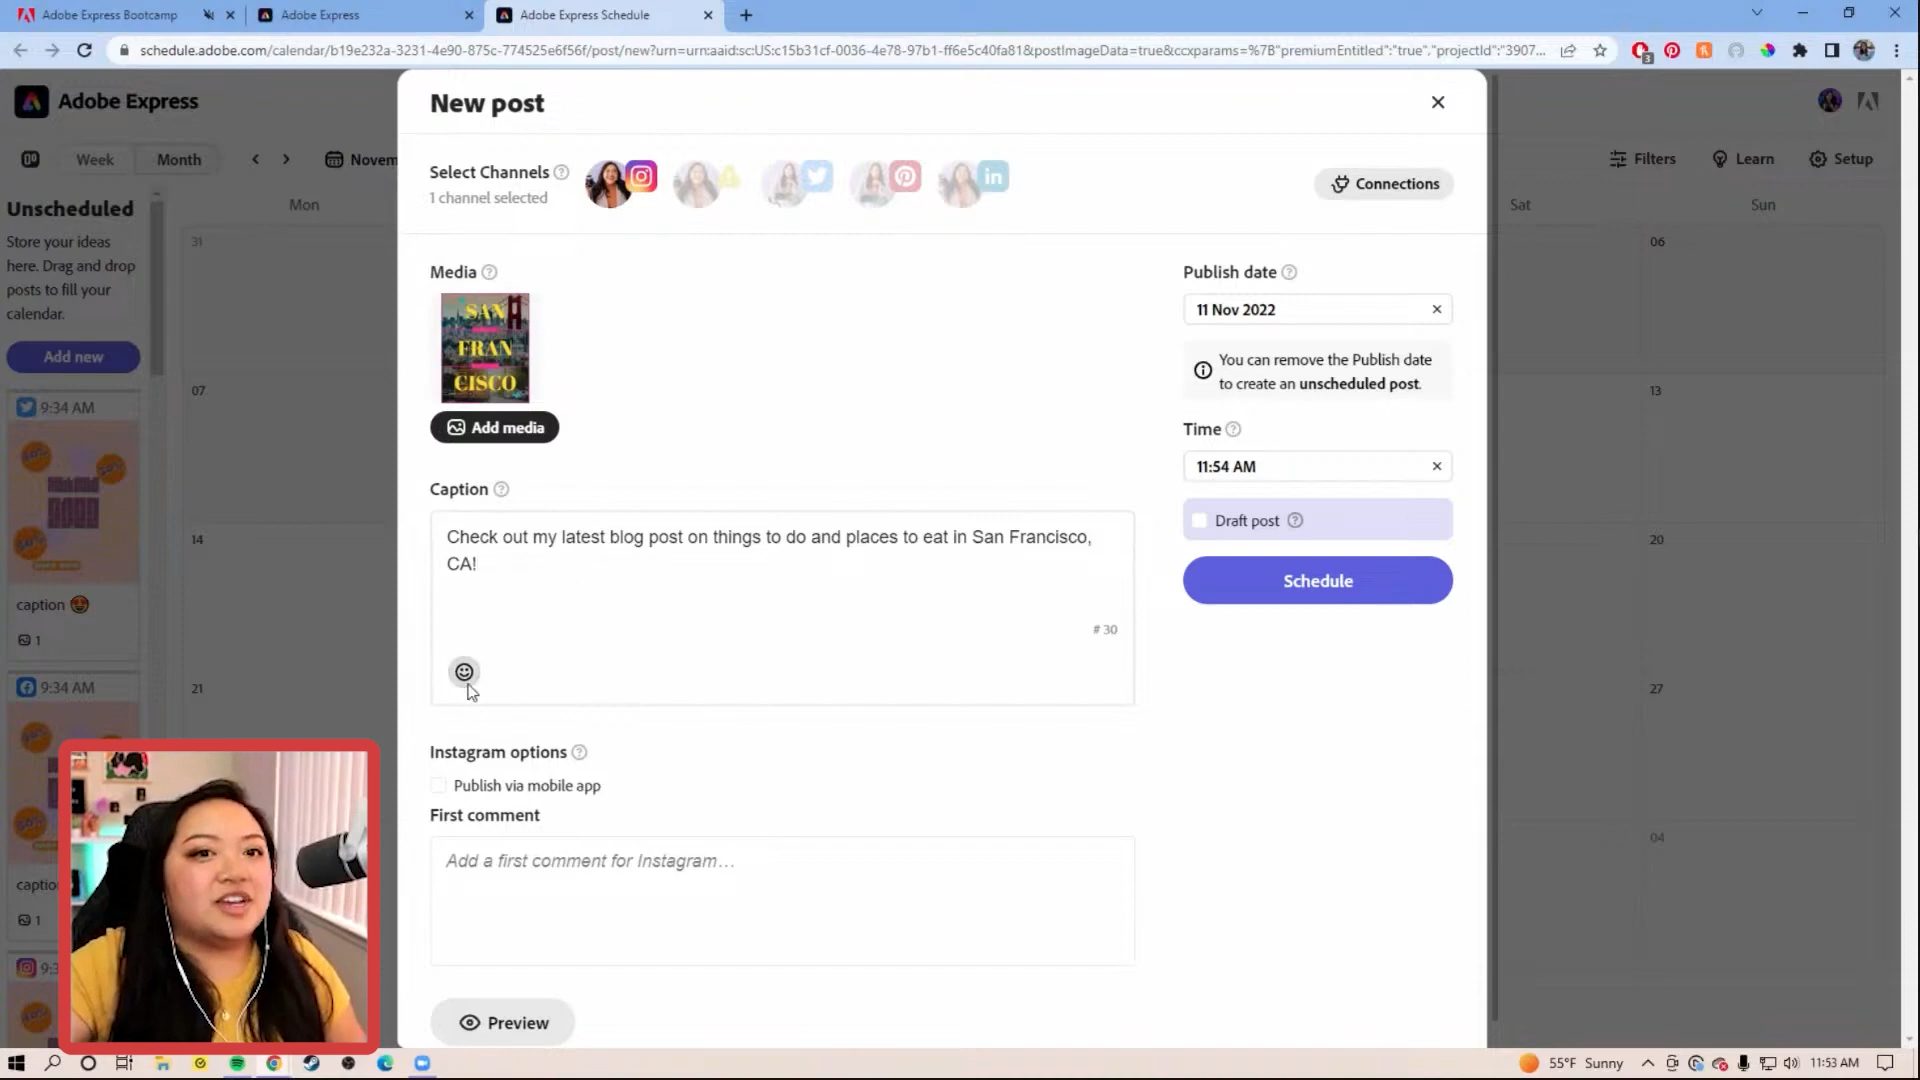 Adobe Express Bootcamp
Adobe Express
Adobe Express Schedule
schedule.adobe.com/calendar/b19e232a-3231-4e90-875c-774525e6f56f/post/new?urn=urn:aaid:sc:US:c15b31cf-0036-4e78-97b1-ff6e5c40fa81&postImageData=true&ccxparams=%7B"premiumEntitled":"true","projectId":"3907...
3
Adobe Express
Week
Month
Novem
Filters
Learn
Setup
Unscheduled
Store your ideas
here. Drag and drop
posts to fill your
calendar.
Add new
9:34 AM
caption 😍
1
9:34 AM
captio
1
9:3
Mon
31
07
14
21
New post
Select Channels
1 channel selected
Connections
Media
SAN
FRAN
CISCO
Add media
Caption
Check out my latest blog post on things to do and places to eat in San Francisco,
CA!
# 30
Instagram options
Publish via mobile app
First comment
Add a first comment for Instagram...
Preview
Publish date
11 Nov 2022
You can remove the Publish date
to create an unscheduled post.
Time
11:54 AM
Draft post
Schedule
Sat
Sun
06
13
20
27
04
55°F Sunny
11:53 AM